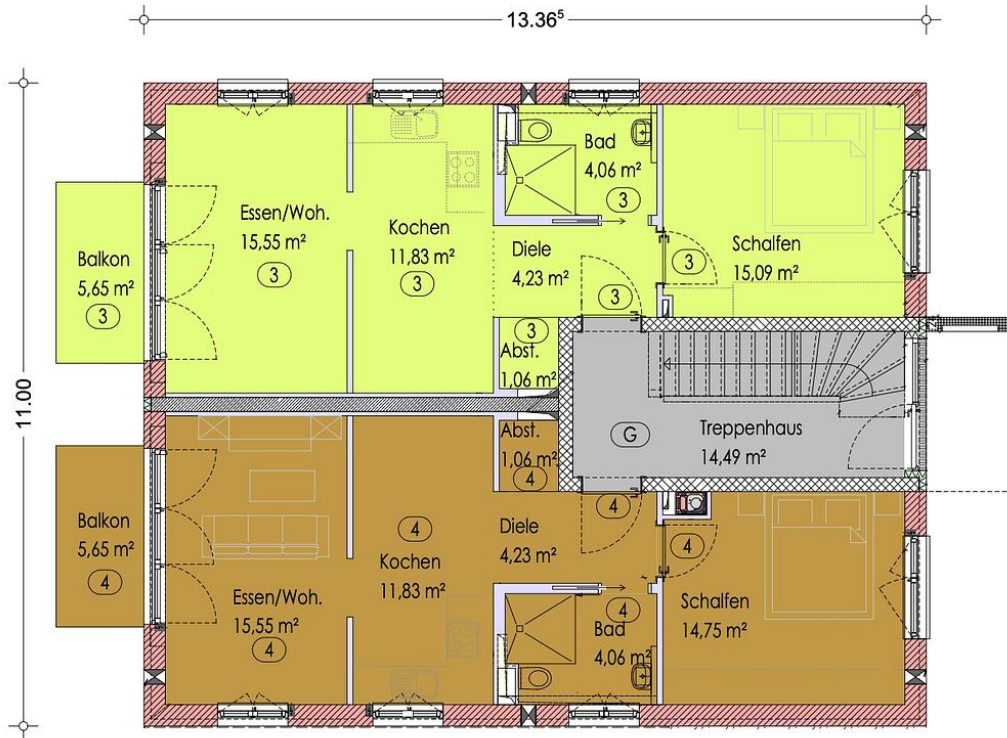 13.36⁵
11.00
Bad
4,06 m²
3
Essen/Woh.
15,55 m²
3
Kochen
11,83 m²
3
Diele
4,23 m²
3
Schalfen
15,09 m²
3
Balkon
5,65 m²
3
3
Abst.
1,06 m²
Abst.
1,06 m²
4
G
Treppenhaus
14,49 m²
Balkon
5,65 m²
4
4
Kochen
11,83 m²
Diele
4,23 m²
4
4
Essen/Woh.
15,55 m²
4
4
Bad
4,06 m²
Schalfen
14,75 m²